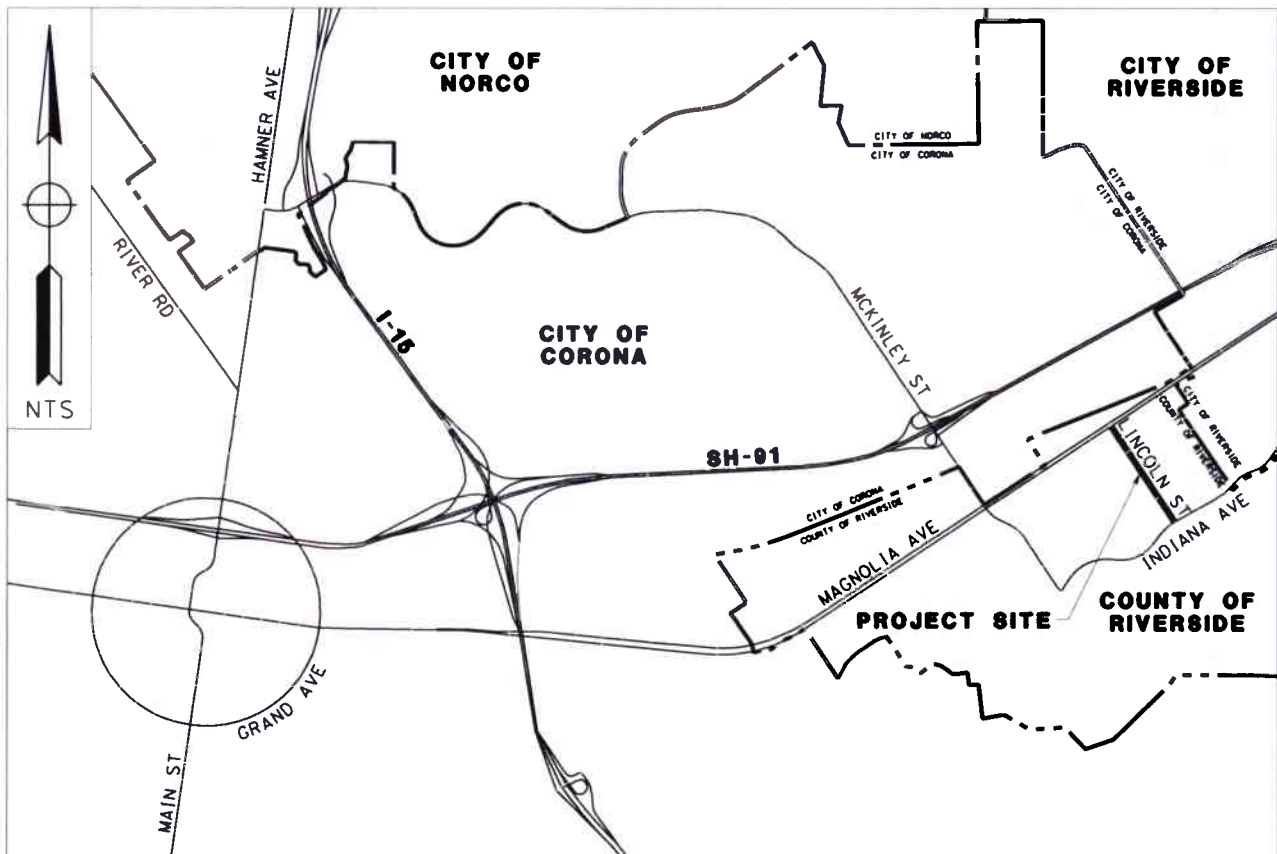 CITY OF
NORCO
CITY OF
RIVERSIDE
HAMNER AVE
CITY OF NORCO
CITY OF CORONA
CITY OF RIVERSIDE
CITY OF CORONA
RIVER RD
I-15
CITY OF
CORONA
MCKINLEY ST
NTS
SH-91
CITY OF RIVERSIDE
COUNTY OF RIVERSIDE
LINCOLN ST
CITY OF CORONA
COUNTY OF RIVERSIDE
INDIANA AVE
MAGNOLIA AVE
PROJECT SITE
COUNTY OF
RIVERSIDE
GRAND AVE
MAIN ST